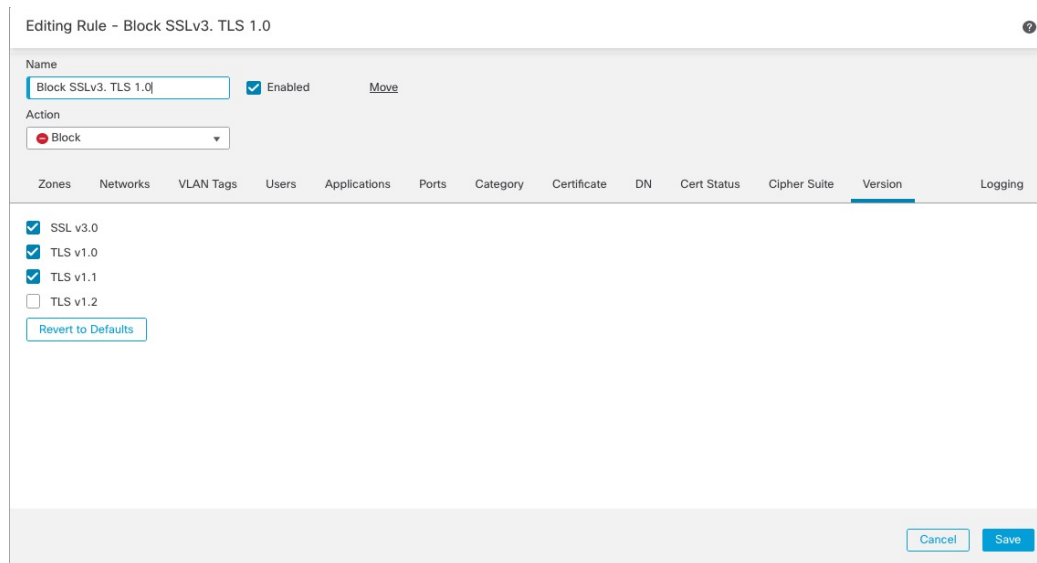 Editing Rule - Block SSLv3. TLS 1.0
Name
Block SSLv3. TLS 1.0
Enabled
Move
Action
Block
Zones Networks VLAN Tags Users Applications Ports Category Certificate DN Cert Status Cipher Suite Version Logging
SSL v3.0
TLS v1.0
TLS v1.1
TLS v1.2
Revert to Defaults
Cancel Save